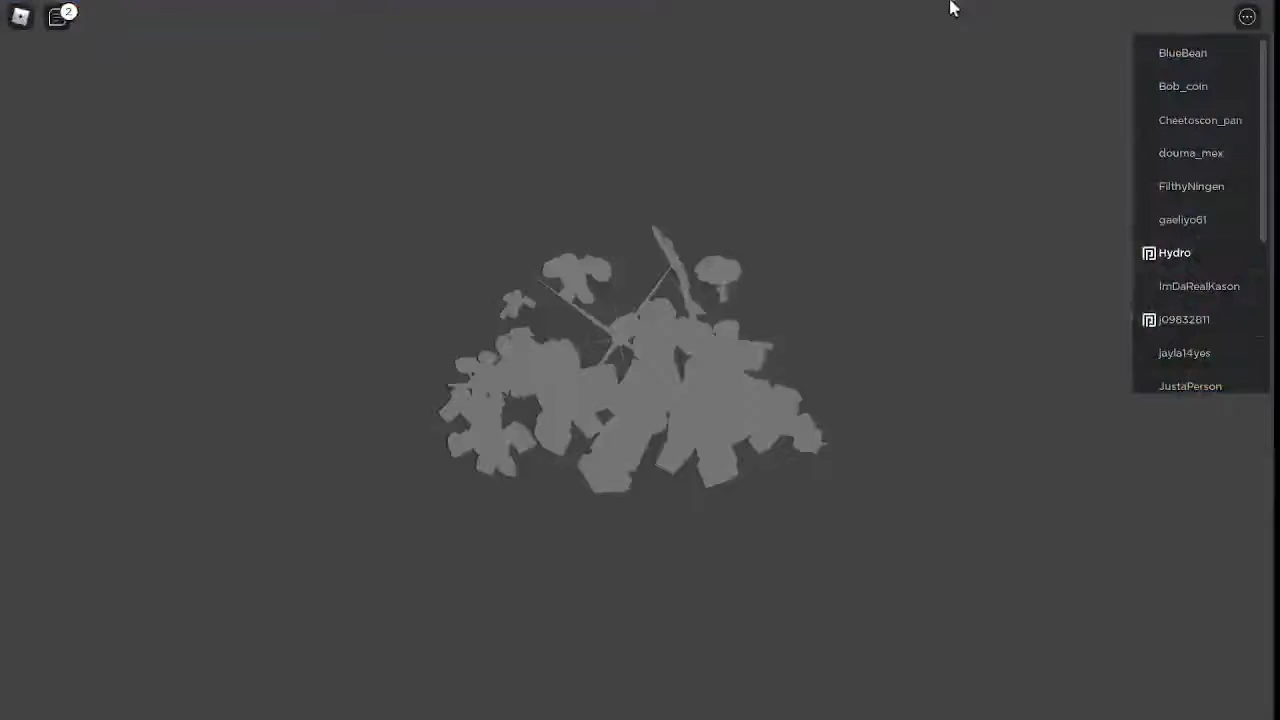 2
BlueBean
Bob_coin
Cheetoscon_pan
douma_mex
FilthyNingen
gaeliyo61
Hydro
ImDaRealKason
j09832811
jayla14yes
JustaPerson